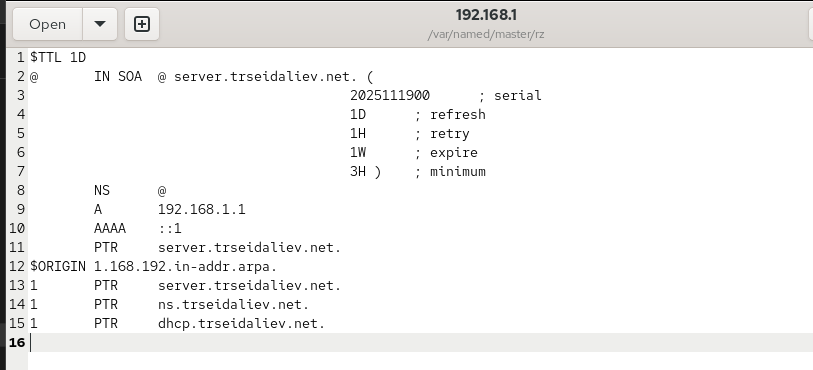 Open
192.168.1
/var/named/master/rz
1 $TTL 1D
2 @ IN SOA @ server.trseidaliev.net. (
3 2025111900 ; serial
4 1D ; refresh
5 1H ; retry
6 1W ; expire
7 3H ) ; minimum
8 NS @
9 A 192.168.1.1
10 AAAA ::1
11 PTR server.trseidaliev.net.
12 $ORIGIN 1.168.192.in-addr.arpa.
13 1 PTR server.trseidaliev.net.
14 1 PTR ns.trseidaliev.net.
15 1 PTR dhcp.trseidaliev.net.
16